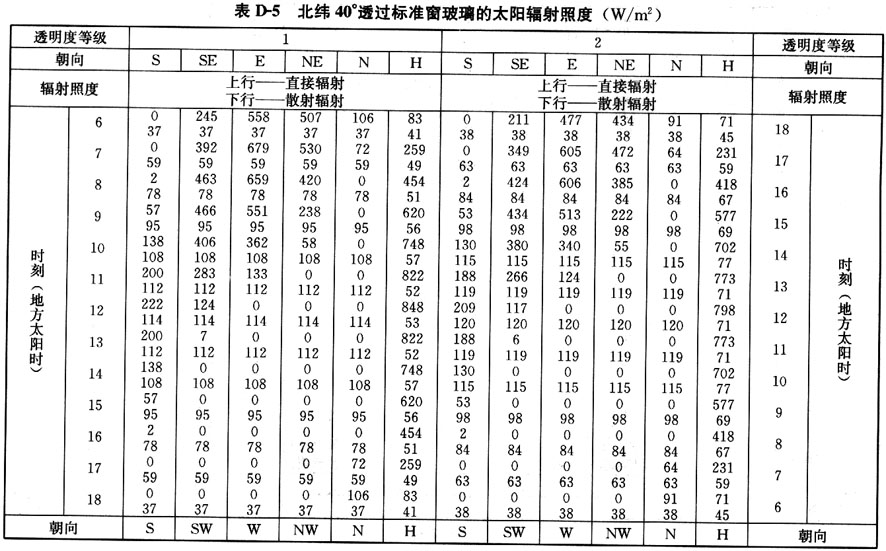 表 D-5 北纬 40°透过标准窗玻璃的太阳辐射照度（W/m²）
透明度等级 1 2 透明度等级
朝向 S SE E NE N H S SE E NE N H 朝向
辐射照度 上行——直接辐射 上行——直接辐射 辐射照度
下行——散射辐射 下行——散射辐射
时刻（地方太阳时） 时刻（地方太阳时）
6 0 245 558 507 106 83 0 211 477 434 91 71 18
37 37 37 37 37 41 38 38 38 38 38 45
7 0 392 679 530 72 259 0 349 605 472 64 231 17
59 59 59 59 59 49 63 63 63 63 63 59
8 2 463 659 420 0 454 2 424 606 385 0 418 16
78 78 78 78 78 51 84 84 84 84 84 67
9 57 466 551 238 0 620 53 434 513 222 0 577 15
95 95 95 95 95 56 98 98 98 98 98 69
10 138 406 362 58 0 748 130 380 340 55 0 702 14
108 108 108 108 108 57 115 115 115 115 115 77
11 200 283 133 0 0 822 188 266 124 0 0 773 13
112 112 112 112 112 52 119 119 119 119 119 71
12 222 124 0 0 0 848 209 117 0 0 0 798 12
114 114 114 114 114 53 120 120 120 120 120 71
13 200 7 0 0 0 822 188 6 0 0 0 773 11
112 112 112 112 112 52 119 119 119 119 119 71
14 138 0 0 0 0 748 130 0 0 0 0 702 10
108 108 108 108 108 57 115 115 115 115 115 77
15 57 0 0 0 0 620 53 0 0 0 0 577 9
95 95 95 95 95 56 98 98 98 98 98 69
16 2 0 0 0 0 454 2 0 0 0 0 418 8
78 78 78 78 78 51 84 84 84 84 84 67
17 0 0 0 0 72 259 0 0 0 0 64 231 7
59 59 59 59 59 49 63 63 63 63 63 59
18 0 0 0 0 106 83 0 0 0 0 91 71 6
37 37 37 37 37 41 38 38 38 38 38 45
朝向 S SW W NW N H S SW W NW N H 朝向